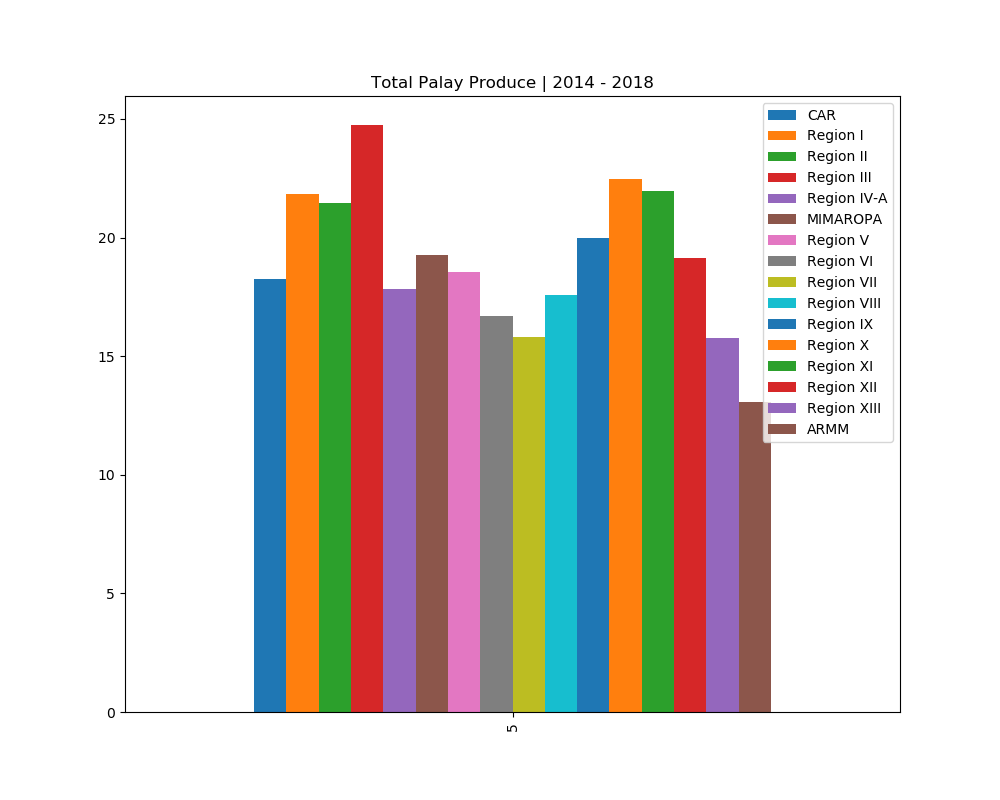 Total Palay Produce | 2014 - 2018
25
20
15
10
5
0
5
CAR
Region I
Region II
Region III
Region IV-A
MIMAROPA
Region V
Region VI
Region VII
Region VIII
Region IX
Region X
Region XI
Region XII
Region XIII
ARMM